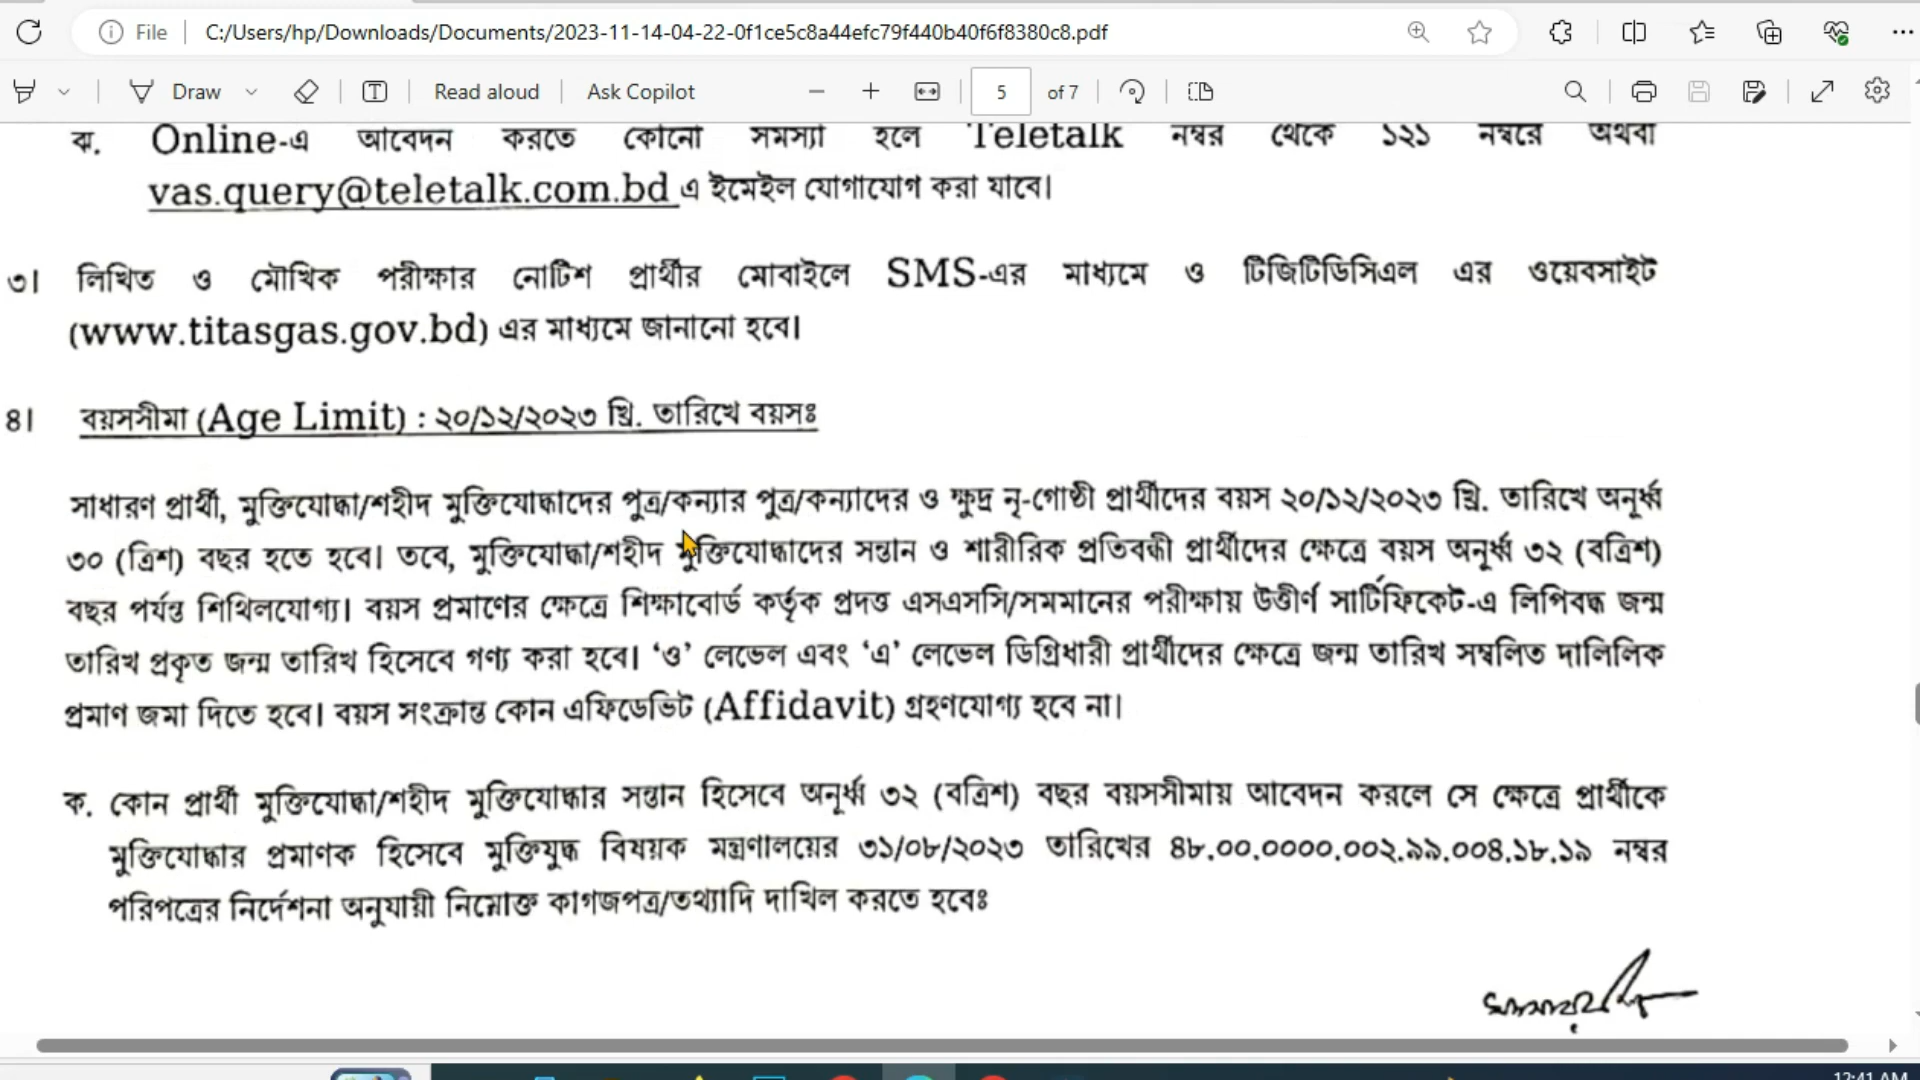 File
C:/Users/hp/Downloads/Documents/2023-11-14-04-22-0f1ce5c8a44efc79f440b40f6f8380c8.pdf
Draw
Read aloud
Ask Copilot
5
of 7
ঝ. Online-এ আবেদন করতে কোনো সমস্যা হলে Teletalk নম্বর থেকে ১২১ নম্বরে অথবা
vas.query@teletalk.com.bd এ ইমেইল যোগাযোগ করা যাবে।
৩। লিখিত ও মৌখিক পরীক্ষার নোটিশ প্রার্থীর মোবাইলে SMS-এর মাধ্যমে ও টিজিটিডিসিএল এর ওয়েবসাইট
(www.titasgas.gov.bd) এর মাধ্যমে জানানো হবে।
৪। বয়সসীমা (Age Limit) : ২০/১২/২০২৩ খ্রি. তারিখে বয়সঃ
সাধারণ প্রার্থী, মুক্তিযোদ্ধা/শহীদ মুক্তিযোদ্ধাদের পুত্র/কন্যার পুত্র/কন্যাদের ও ক্ষুদ্র নৃ-গোষ্ঠী প্রার্থীদের বয়স ২০/১২/২০২৩ খ্রি. তারিখে অনূর্ধ্ব
৩০ (ত্রিশ) বছর হতে হবে। তবে, মুক্তিযোদ্ধা/শহীদ মুক্তিযোদ্ধাদের সন্তান ও শারীরিক প্রতিবন্ধী প্রার্থীদের ক্ষেত্রে বয়স অনূর্ধ্ব ৩২ (বত্রিশ)
বছর পর্যন্ত শিথিলযোগ্য। বয়স প্রমাণের ক্ষেত্রে শিক্ষাবোর্ড কর্তৃক প্রদত্ত এসএসসি/সমমানের পরীক্ষায় উত্তীর্ণ সার্টিফিকেট-এ লিপিবদ্ধ জন্ম
তারিখ প্রকৃত জন্ম তারিখ হিসেবে গণ্য করা হবে। ‘ও’ লেভেল এবং ‘এ’ লেভেল ডিগ্রিধারী প্রার্থীদের ক্ষেত্রে জন্ম তারিখ সম্বলিত দালিলিক
প্রমাণ জমা দিতে হবে। বয়স সংক্রান্ত কোন এফিডেভিট (Affidavit) গ্রহণযোগ্য হবে না।
ক. কোন প্রার্থী মুক্তিযোদ্ধা/শহীদ মুক্তিযোদ্ধার সন্তান হিসেবে অনূর্ধ্ব ৩২ (বত্রিশ) বছর বয়সসীমায় আবেদন করলে সে ক্ষেত্রে প্রার্থীকে
মুক্তিযোদ্ধার প্রমাণক হিসেবে মুক্তিযুদ্ধ বিষয়ক মন্ত্রণালয়ের ৩১/০৮/২০২৩ তারিখের ৪৮.০০.০০০০.০০২.৯৯.০০৪.১৮.১৯ নম্বর
পরিপত্রের নির্দেশনা অনুযায়ী নিম্নোক্ত কাগজপত্র/তথ্যাদি দাখিল করতে হবেঃ
12:41 AM